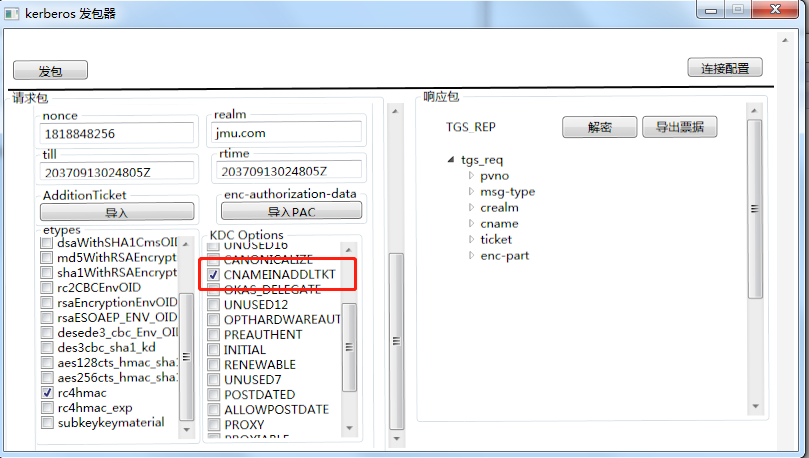 kerberos 发包器
发包
连接配置
请求包
nonce
realm
1818848256
jmu.com
till
rtime
20370913024805Z
20370913024805Z
AdditionTicket
enc-authorization-data
导入
导入PAC
etypes
dsaWithSHA1CmsOID
md5WithRSAEncrypt
sha1WithRSAEncrypt
rc2CBCEnvOID
rsaEncryptionEnvOID
rsaESOAEP_ENV_OID
desede3_cbc_Env_OID
des3cbc_sha1_kd
aes128cts_hmac_sha1
aes256cts_hmac_sha1
rc4hmac
rc4hmac_exp
subkeykeymaterial
KDC Options
UNUSED16
CANONICALIZE
CNAMEINADDLTKT
OKAS_DELEGATE
UNUSED12
OPTHARDWAREAUT
PREAUTHENT
INITIAL
RENEWABLE
UNUSED7
POSTDATED
ALLOWPOSTDATE
PROXY
PROXIABLE
响应包
TGS_REP
解密
导出票据
tgs_req
pvno
msg-type
crealm
cname
ticket
enc-part